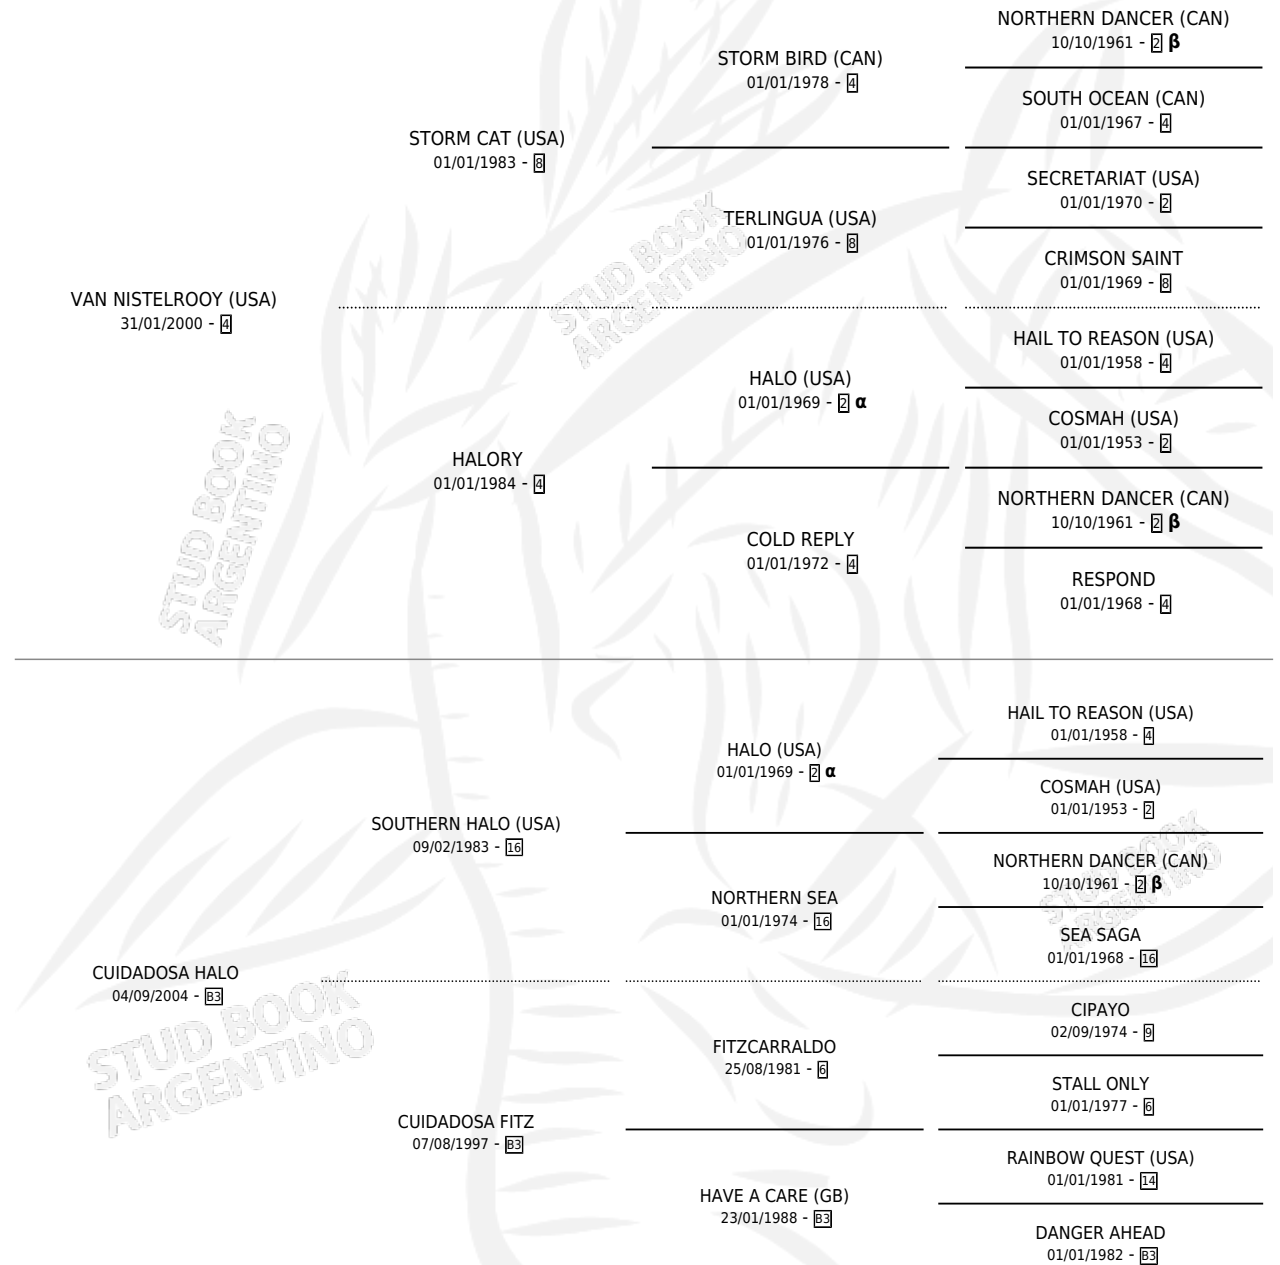 NORTHERN DANCER (CAN)
10/10/1961 - 2 β
STORM BIRD (CAN)
01/01/1978 - 4
SOUTH OCEAN (CAN)
01/01/1967 - 4
STORM CAT (USA)
01/01/1983 - 8
SECRETARIAT (USA)
01/01/1970 - 2
TERLINGUA (USA)
01/01/1976 - 8
CRIMSON SAINT
01/01/1969 - 8
VAN NISTELROOY (USA)
31/01/2000 - 4
HAIL TO REASON (USA)
01/01/1958 - 4
HALO (USA)
01/01/1969 - 2 α
COSMAH (USA)
01/01/1953 - 2
HALORY
01/01/1984 - 4
NORTHERN DANCER (CAN)
10/10/1961 - 2 β
COLD REPLY
01/01/1972 - 4
RESPOND
01/01/1968 - 4
HAIL TO REASON (USA)
01/01/1958 - 4
HALO (USA)
01/01/1969 - 2 α
COSMAH (USA)
01/01/1953 - 2
SOUTHERN HALO (USA)
09/02/1983 - 16
NORTHERN DANCER (CAN)
10/10/1961 - 2 β
NORTHERN SEA
01/01/1974 - 16
SEA SAGA
01/01/1968 - 16
CUIDADOSA HALO
04/09/2004 - B3
CIPAYO
02/09/1974 - 9
FITZCARRALDO
25/08/1981 - 6
STALL ONLY
01/01/1977 - 6
CUIDADOSA FITZ
07/08/1997 - B3
RAINBOW QUEST (USA)
01/01/1981 - 14
HAVE A CARE (GB)
23/01/1988 - B3
DANGER AHEAD
01/01/1982 - B3
STUD BOOK
ARGENTINO
STUD BOOK
ARGENTINO
STUD BOOK
ARGENTINO
STUD BOOK
ARGENTINO